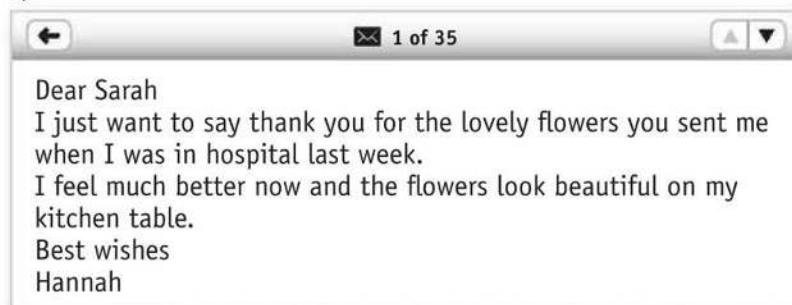 1 of 35
Dear Sarah
I just want to say thank you for the lovely flowers you sent me
when I was in hospital last week.
I feel much better now and the flowers look beautiful on my
kitchen table.
Best wishes
Hannah